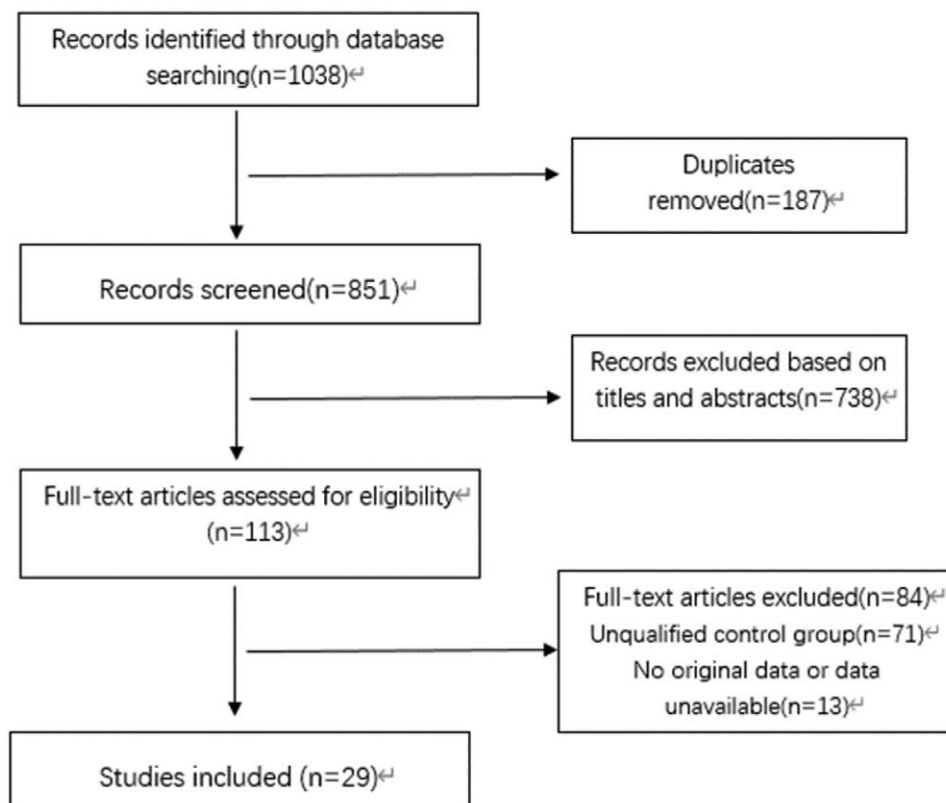 Records identified through database
searching(n=1038)↵
Duplicates
removed(n=187)↵
Records screened(n=851)↵
Records excluded based on
titles and abstracts(n=738)↵
Full-text articles assessed for eligibility↵
(n=113)↵
Full-text articles excluded(n=84)↵
Unqualified control group(n=71)↵
No original data or data
unavailable(n=13)↵
Studies included (n=29)↵